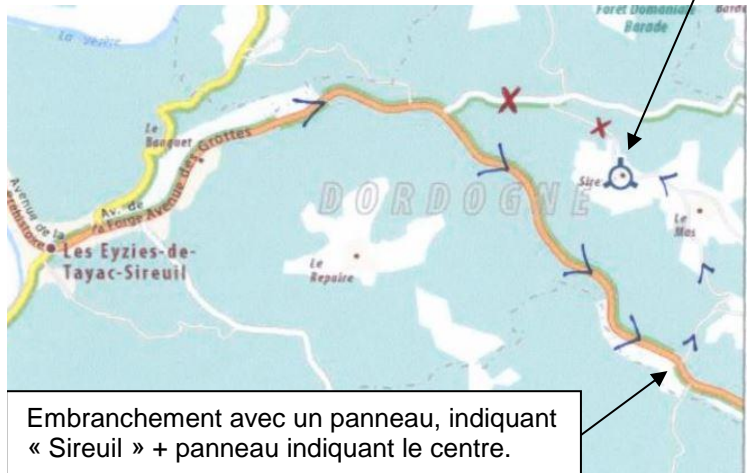 La Vézère
Forêt Domaniale
Barade
Le
Bouquet
Avenue de la
Préhistoire
Av. de
la Forge Avenue des Grottes
Les Eyzies-de-
Tayac-Sireuil
DORDOGNE
Le
Repaire
Sire
Le
Mas
Embranchement avec un panneau, indiquant
« Sireuil » + panneau indiquant le centre.